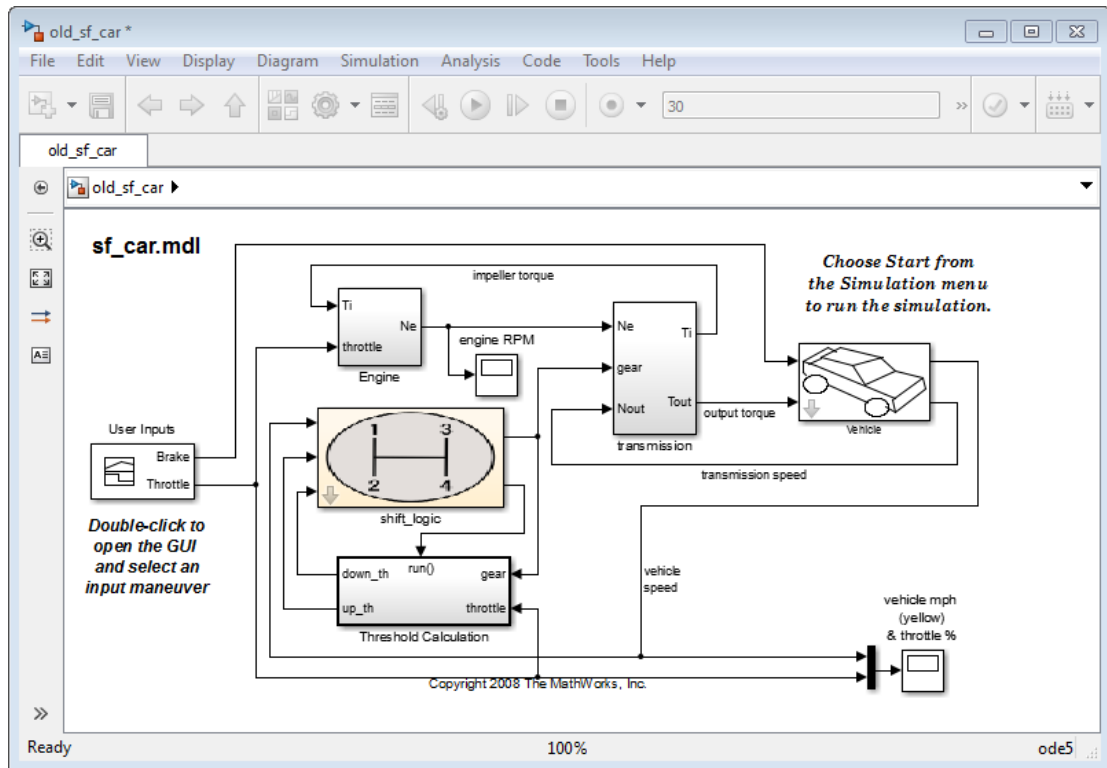 old_sf_car *
File Edit View Display Diagram Simulation Analysis Code Tools Help
30
»
old_sf_car
old_sf_car
sf_car.mdl
impeller torque
Choose Start from
the Simulation menu
to run the simulation.
Ti
Ne
throttle
Engine
engine RPM
Ne
Ti
gear
Nout
Tout
transmission
output torque
Vehicle
transmission speed
User Inputs
Brake
Throttle
1
3
2
4
shift_logic
Double-click to
open the GUI
and select an
input maneuver
run()
down_th
gear
up_th
throttle
Threshold Calculation
vehicle
speed
vehicle mph
(yellow)
& throttle %
Copyright 2008 The MathWorks, Inc.
»
Ready 100% ode5